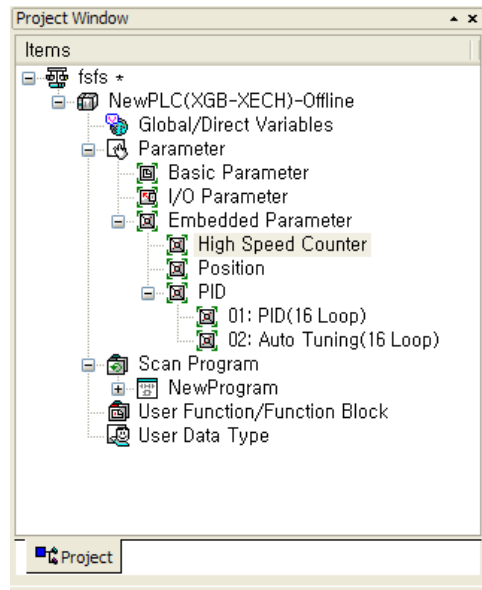 Project Window
Items
fsfs *
NewPLC(XGB-XECH)-Offline
Global/Direct Variables
Parameter
Basic Parameter
I/O Parameter
Embedded Parameter
High Speed Counter
Position
PID
01: PID(16 Loop)
02: Auto Tuning(16 Loop)
Scan Program
NewProgram
User Function/Function Block
User Data Type
Project